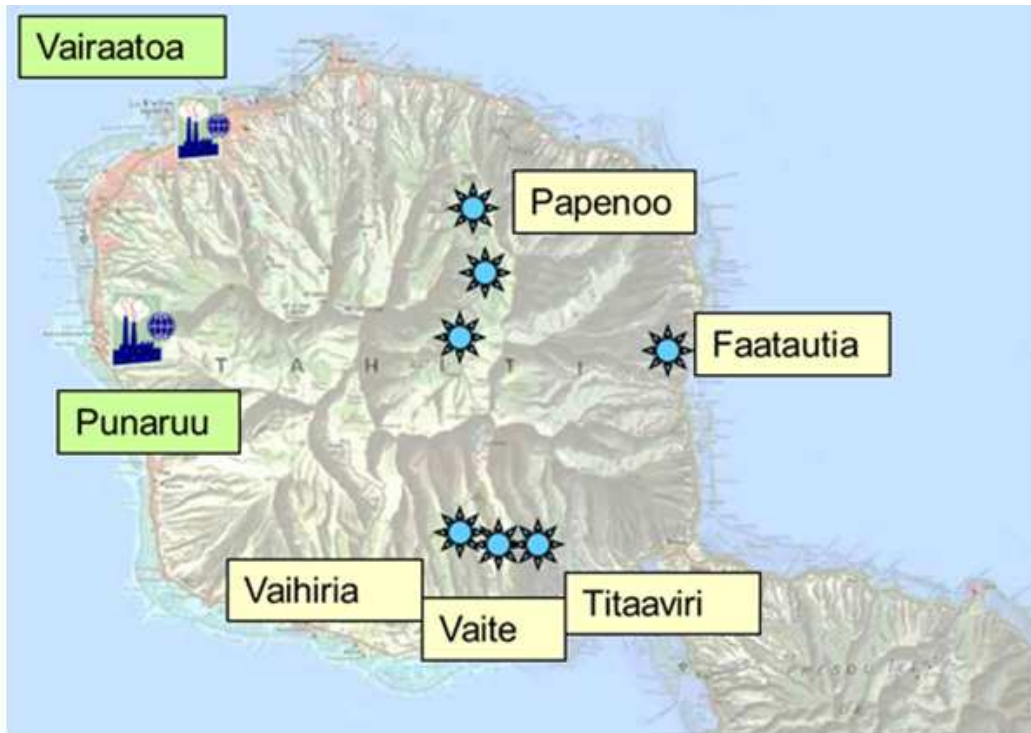 Vairaatoa
Papenoo
Faatautia
T A H I T I
Punaruu
Vaihiria
Titaaviri
Vaite